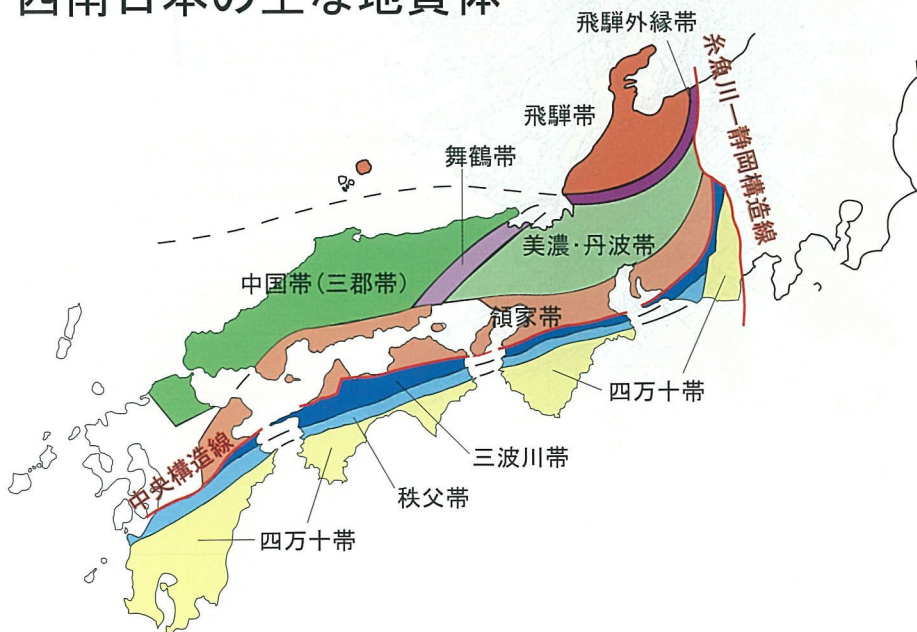 西南日本の主な地質体
飛騨外縁帯
糸魚川ー静岡構造線
飛騨帯
舞鶴帯
美濃・丹波帯
中国帯(三郡帯)
領家帯
四万十帯
三波川帯
中央構造線
秩父帯
四万十帯